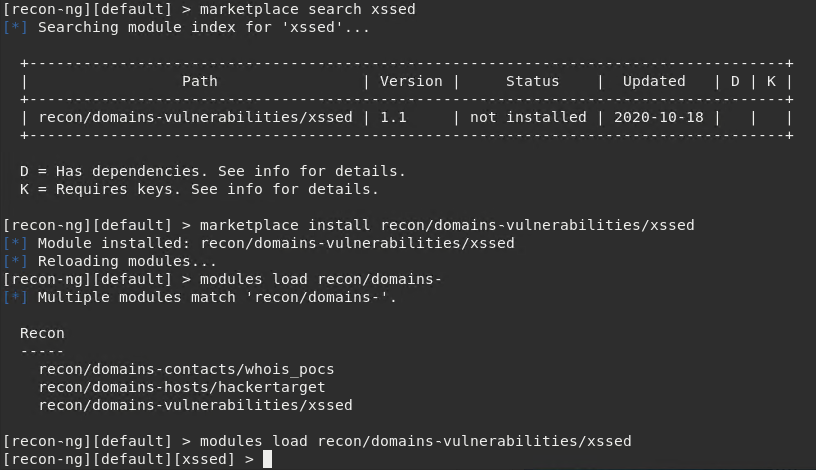 [recon-ng][default] > marketplace search xssed
[*] Searching module index for 'xssed'...
+-----------------------------------------------------------------------------------+
| Path | Version | Status | Updated | D | K |
+-----------------------------------------------------------------------------------+
| recon/domains-vulnerabilities/xssed | 1.1 | not installed | 2020-10-18 | | |
+-----------------------------------------------------------------------------------+
D = Has dependencies. See info for details.
K = Requires keys. See info for details.
[recon-ng][default] > marketplace install recon/domains-vulnerabilities/xssed
[*] Module installed: recon/domains-vulnerabilities/xssed
[*] Reloading modules...
[recon-ng][default] > modules load recon/domains-
[*] Multiple modules match 'recon/domains-'.
Recon
-----
recon/domains-contacts/whois_pocs
recon/domains-hosts/hackertarget
recon/domains-vulnerabilities/xssed
[recon-ng][default] > modules load recon/domains-vulnerabilities/xssed
[recon-ng][default][xssed] >